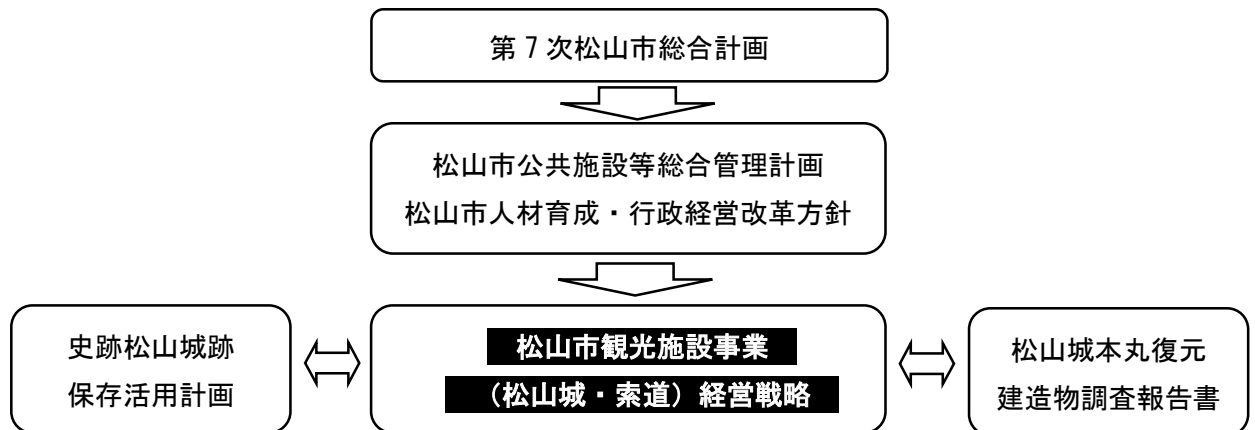 第7次松山市総合計画
松山市公共施設等総合管理計画
松山市人材育成・行政経営改革方針
史跡松山城跡
保存活用計画
松山市観光施設事業
（松山城・索道）経営戦略
松山城本丸復元
建造物調査報告書